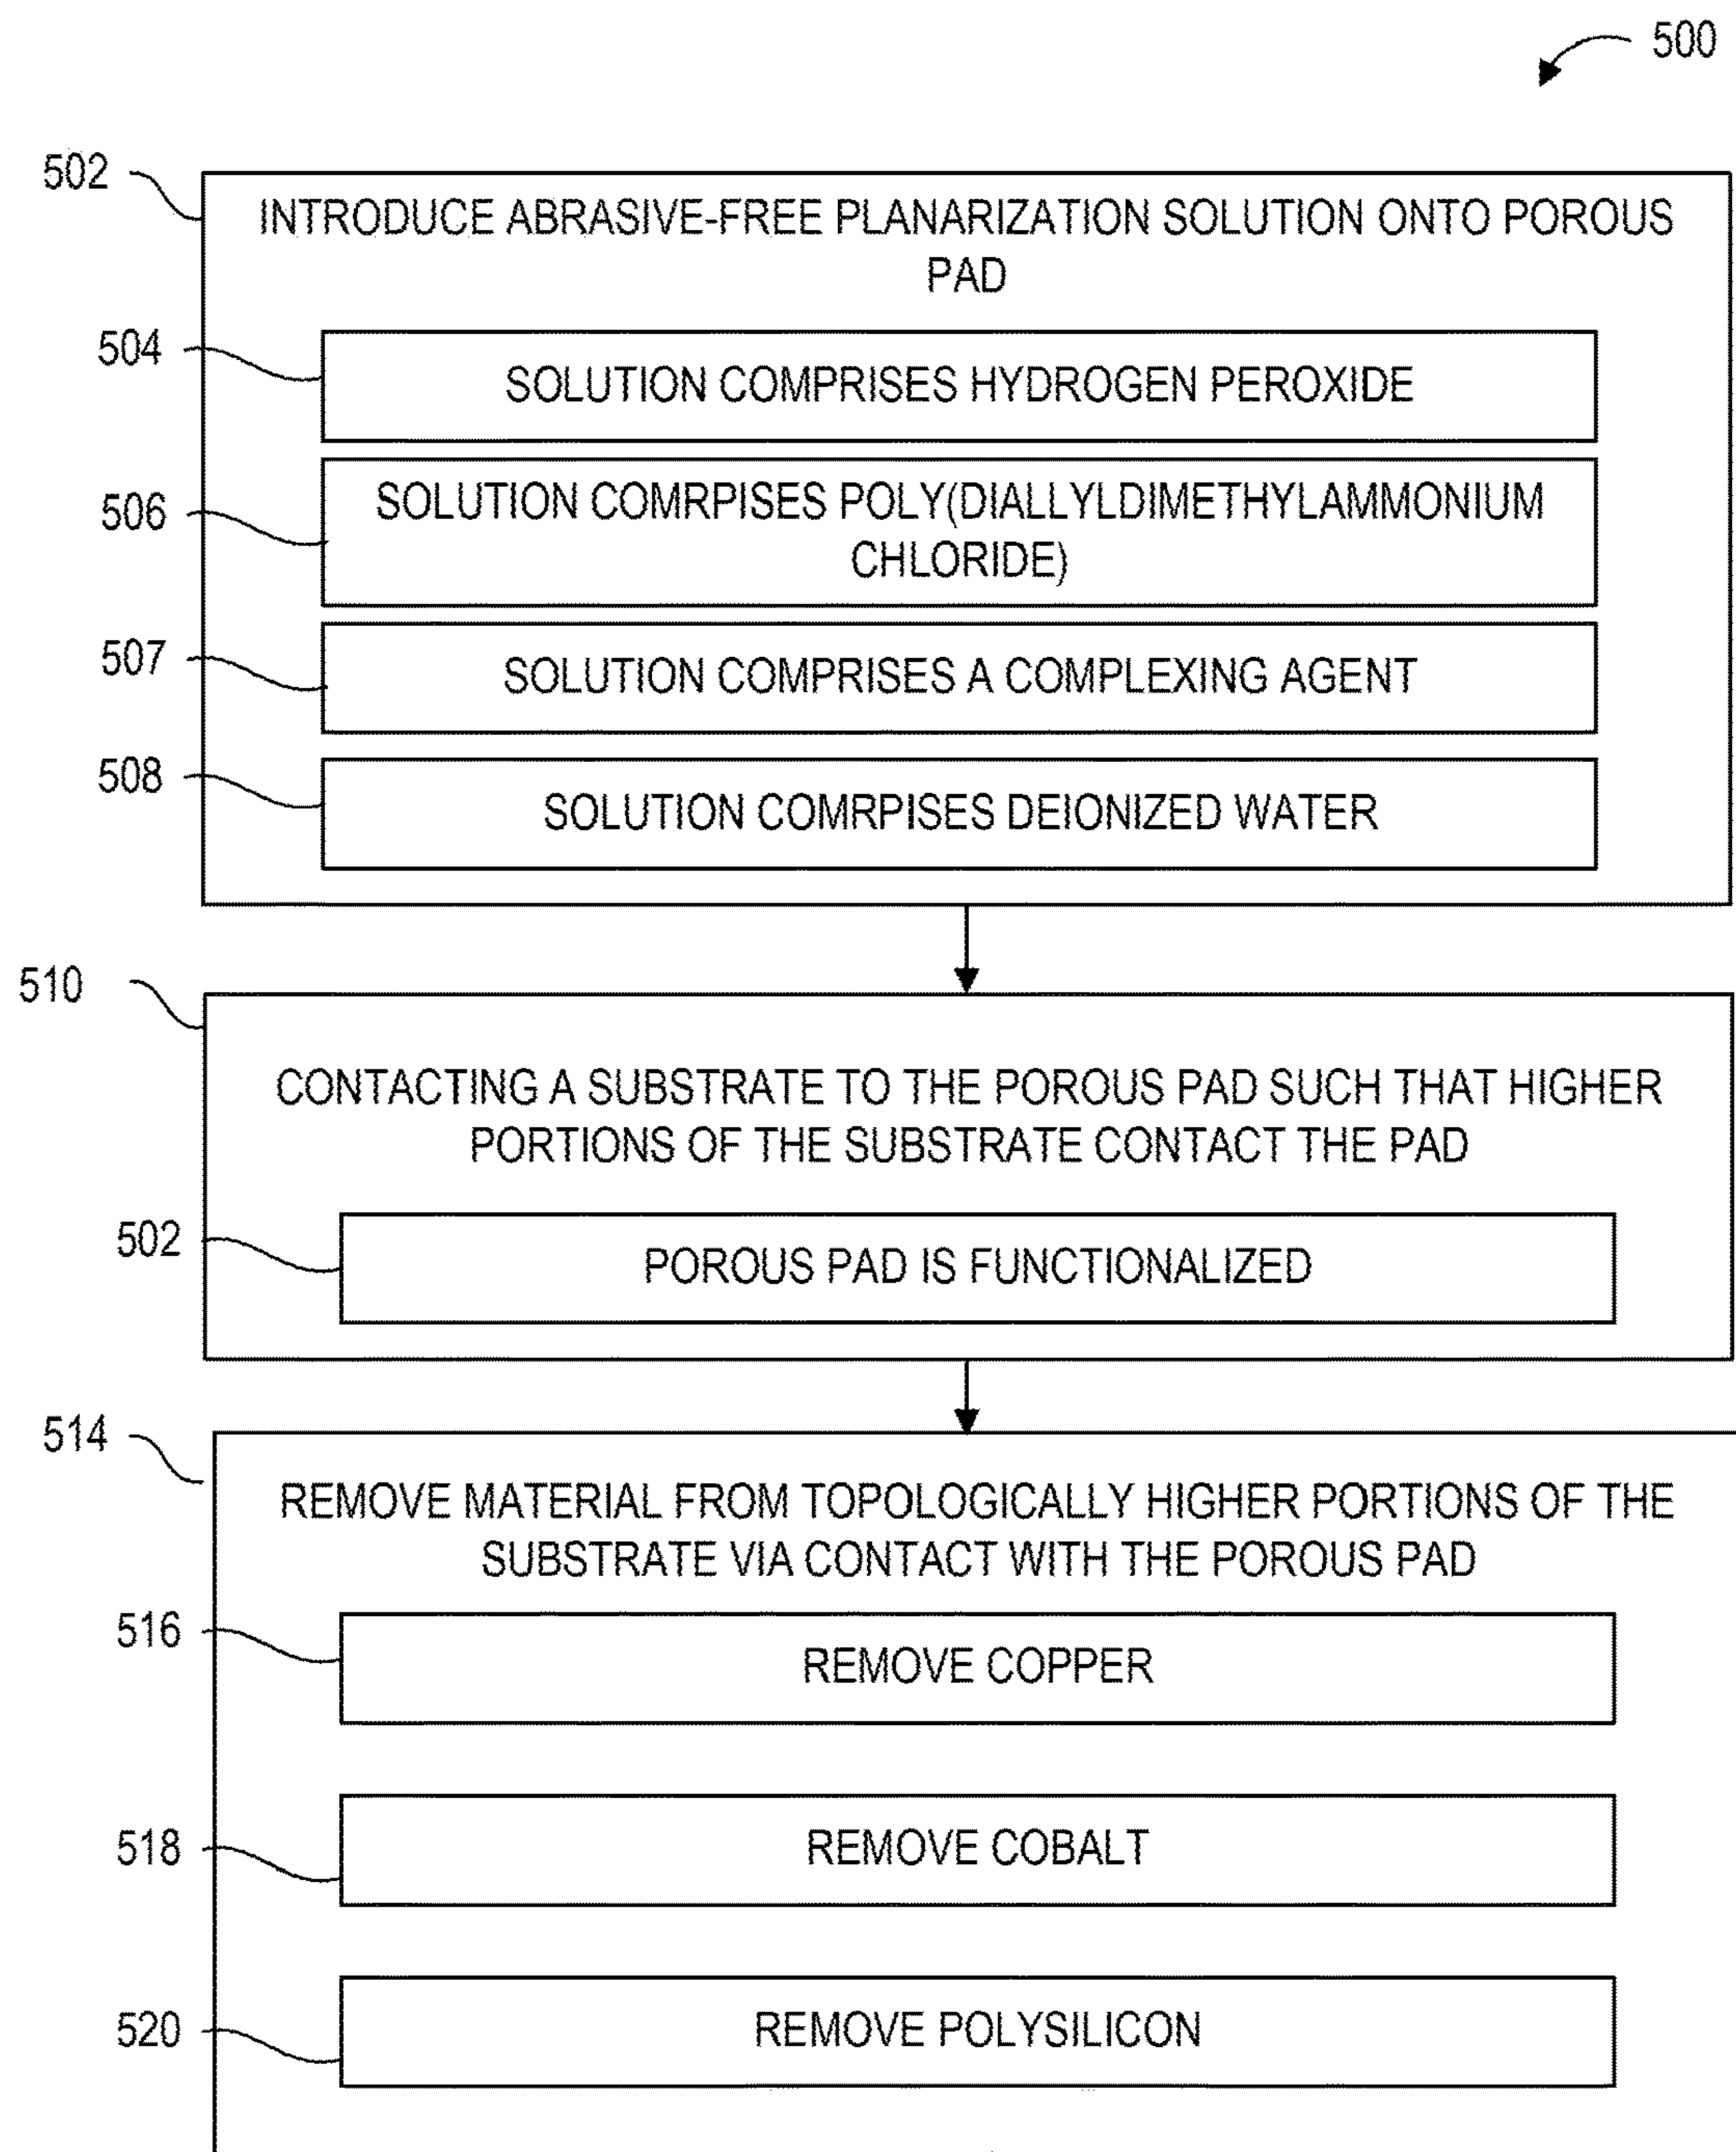 500
502
INTRODUCE ABRASIVE-FREE PLANARIZATION SOLUTION ONTO POROUS
PAD
504
SOLUTION COMPRISES HYDROGEN PEROXIDE
506
SOLUTION COMRPISES POLY(DIALLYLDIMETHYLAMMONIUM
CHLORIDE)
507
SOLUTION COMPRISES A COMPLEXING AGENT
508
SOLUTION COMRPISES DEIONIZED WATER
510
CONTACTING A SUBSTRATE TO THE POROUS PAD SUCH THAT HIGHER
PORTIONS OF THE SUBSTRATE CONTACT THE PAD
502
POROUS PAD IS FUNCTIONALIZED
514
REMOVE MATERIAL FROM TOPOLOGICALLY HIGHER PORTIONS OF THE
SUBSTRATE VIA CONTACT WITH THE POROUS PAD
516
REMOVE COPPER
518
REMOVE COBALT
520
REMOVE POLYSILICON